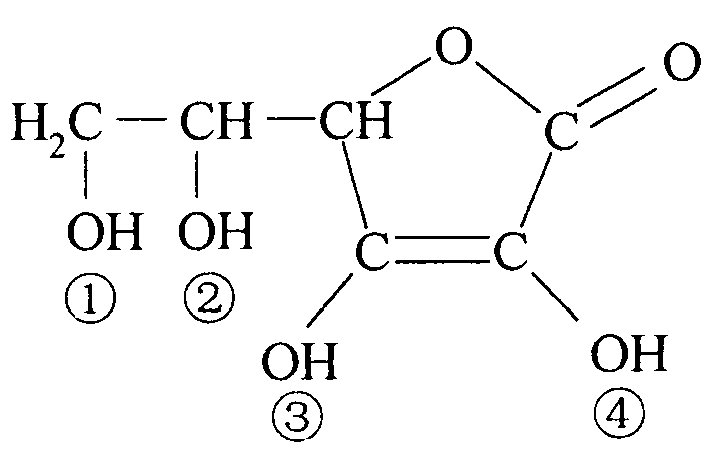 O
O
H₂C CH CH C
OH OH
① ②
C C
OH OH
③ ④